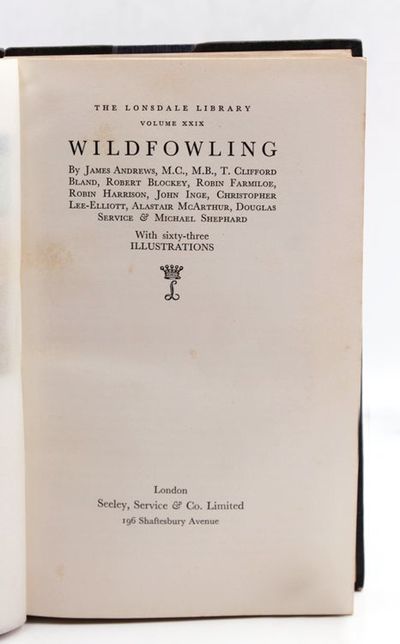 THE LONSDALE LIBRARY
VOLUME XXIX
WILDFOWLING
By JAMES ANDREWS, M.C., M.B., T. CLIFFORD
BLAND, ROBERT BLOCKEY, ROBIN FARMILOE,
ROBIN HARRISON, JOHN INGE, CHRISTOPHER
LEE-ELLIOTT, ALASTAIR MCARTHUR, DOUGLAS
SERVICE & MICHAEL SHEPHARD
With sixty-three
ILLUSTRATIONS
L
London
Seeley, Service & Co. Limited
196 Shaftesbury Avenue